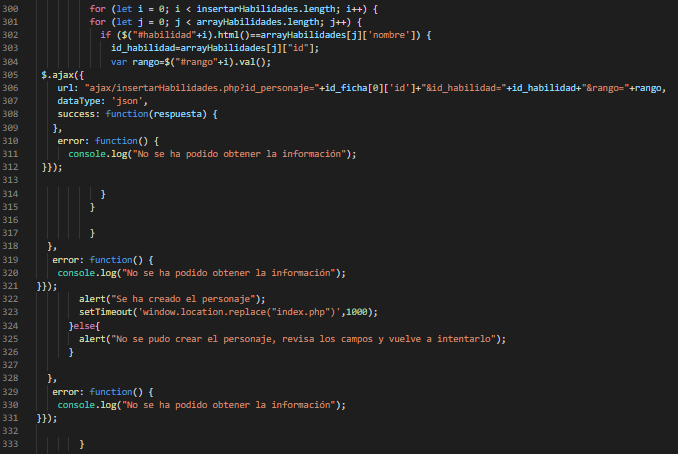 300 for (let i = 0; i < insertarHabilidades.length; i++) {
301 for (let j = 0; j < arrayHabilidades.length; j++) {
302 if ($("#habilidad"+i).html()==arrayHabilidades[j]['nombre']) {
303 id_habilidad=arrayHabilidades[j]["id"];
304 var rango=$("#rango"+i).val();
305 $.ajax({
306 url: "ajax/insertarHabilidades.php?id_personaje="+id_ficha[0]['id']+"&id_habilidad="+id_habilidad+"&rango="+rango,
307 dataType: 'json',
308 success: function(respuesta) {
309 },
310 error: function() {
311 console.log("No se ha podido obtener la información");
312 }});
313
314 }
315 }
316
317 }
318 },
319 error: function() {
320 console.log("No se ha podido obtener la información");
321 }});
322 alert("Se ha creado el personaje");
323 setTimeout('window.location.replace("index.php")',1000);
324 }else{
325 alert("No se pudo crear el personaje, revisa los campos y vuelve a intentarlo");
326 }
327
328 },
329 error: function() {
330 console.log("No se ha podido obtener la información");
331 }});
332
333 }